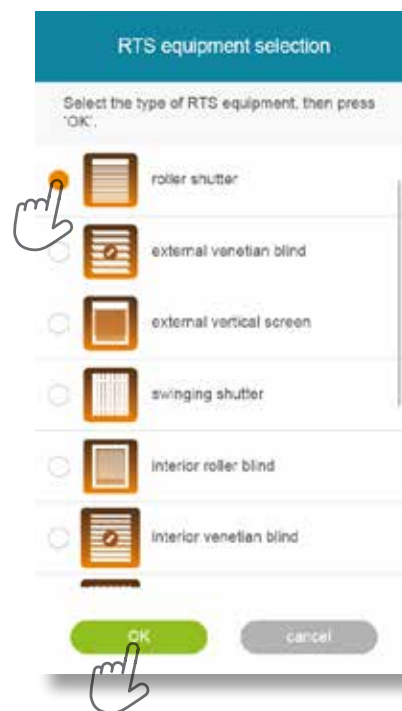 RTS equipment selection
Select the type of RTS equipment, then press
'OK'.
roller shutter
external venetian blind
external vertical screen
swinging shutter
interior roller blind
interior venetian blind
OK
cancel